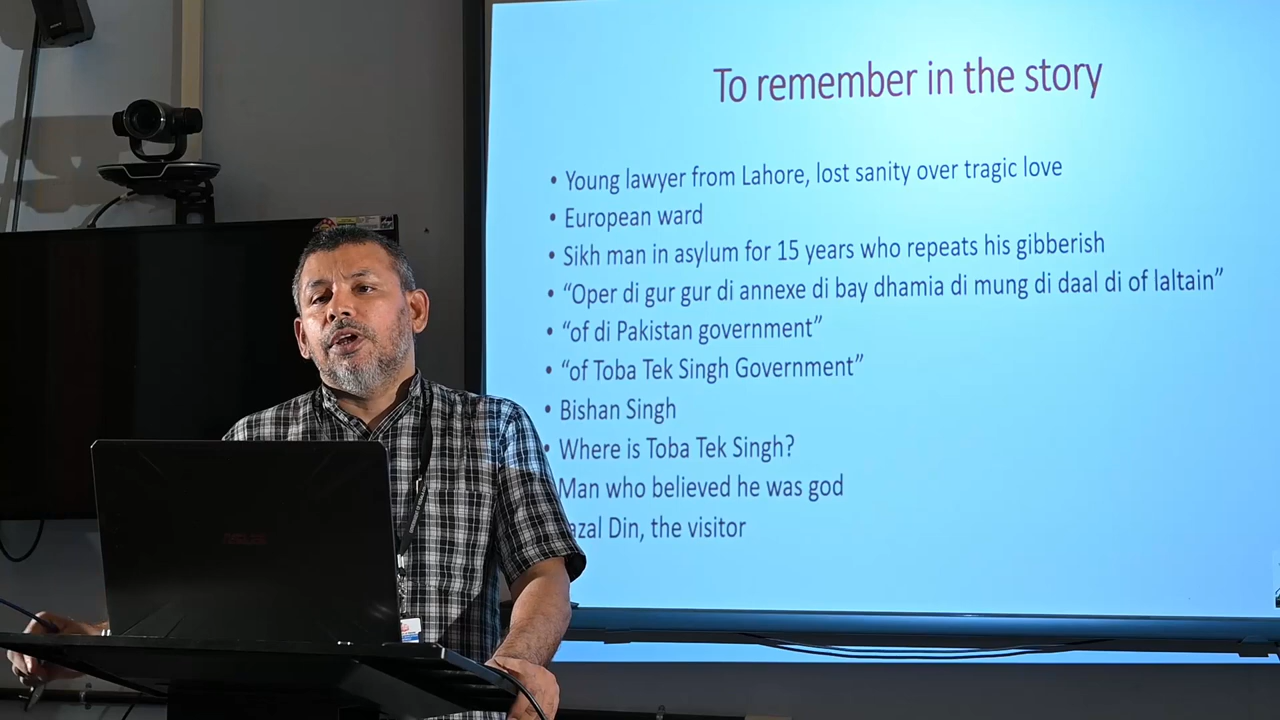 To remember in the story
• Young lawyer from Lahore, lost sanity over tragic love
• European ward
• Sikh man in asylum for 15 years who repeats his gibberish
• “Oper di gur gur di annexe di bay dhamia di mung di daal di of laltain”
• “of di Pakistan government”
• “of Toba Tek Singh Government”
• Bishan Singh
• Where is Toba Tek Singh?
Man who believed he was god
azal Din, the visitor